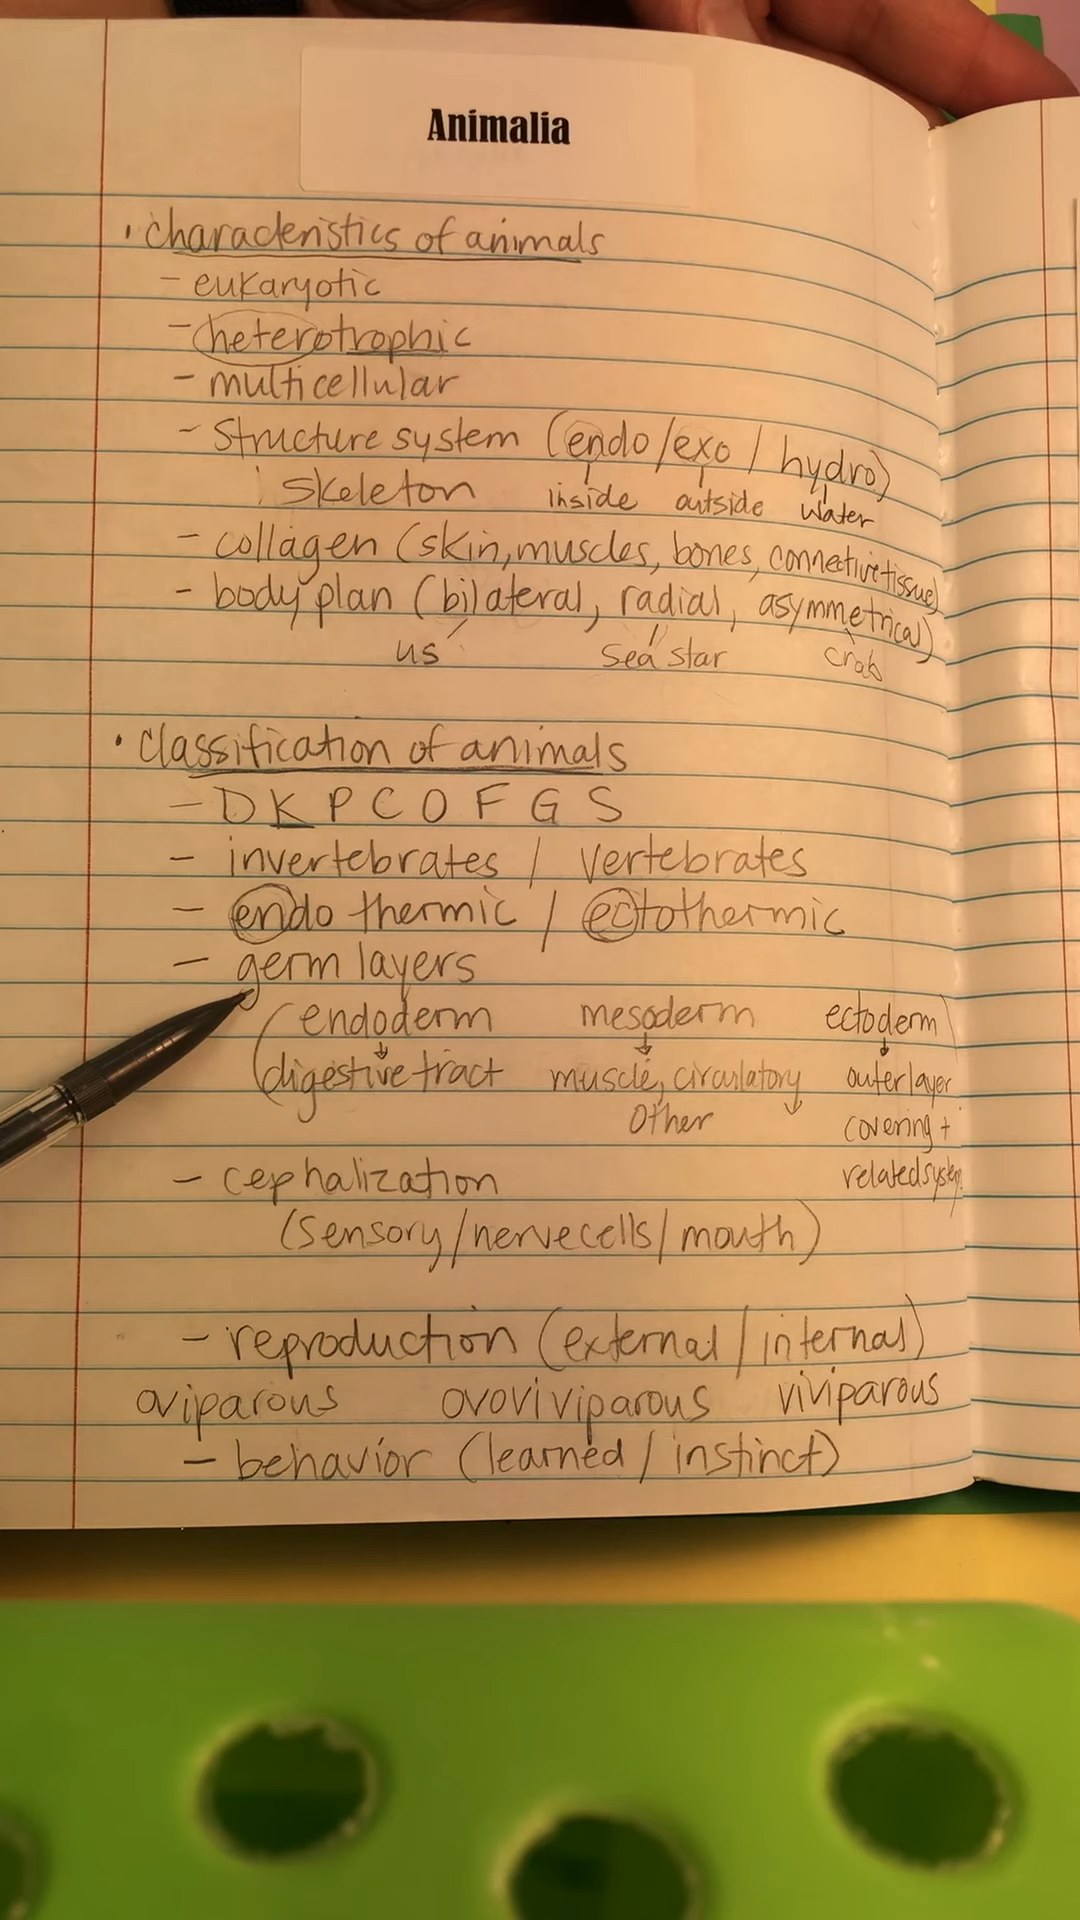 Animalia
• characteristics of animals
- eukaryotic
- heterotrophic
- multicellular
- Structure system (endo/exo / hydro)
skeleton inside outside water
- collagen (skin, muscles, bones, connective tissue)
- body plan (bilateral, radial, asymmetrical)
us sea star crab
• classification of animals
- D K P C O F G S
- invertebrates / vertebrates
- endo thermic / ectothermic
- germ layers
(endoderm mesoderm ectoderm)
digestive tract muscle, circulatory outer layer
other covering +
- cephalization related system
(sensory/nerve cells/mouth)
- reproduction (external / internal)
oviparous ovoviviparous viviparous
- behavior (learned / instinct)